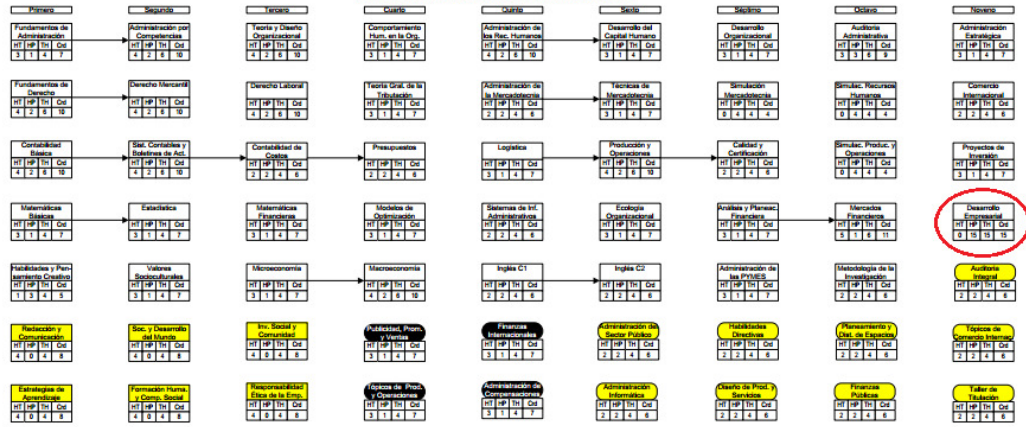 Primero Segundo Tercero Cuarto Quinto Sexto Séptimo Octavo Noveno
Fundamentos de
Administración
HT HP TH Crd
3 1 4 7
Administración por
Competencias
HT HP TH Crd
4 2 6 10
Teoría y Diseño
Organizacional
HT HP TH Crd
4 2 6 10
Comportamiento
Hum. en la Org.
HT HP TH Crd
3 1 4 7
Administración de
los Rec. Humanos
HT HP TH Crd
4 2 6 10
Desarrollo del
Capital Humano
HT HP TH Crd
3 1 4 7
Desarrollo
Organizacional
HT HP TH Crd
3 1 4 7
Auditoría
Administrativa
HT HP TH Crd
3 3 6 9
Administración
Estratégica
HT HP TH Crd
3 1 4 7
Fundamentos de
Derecho
HT HP TH Crd
4 2 6 10
Derecho Mercantil
HT HP TH Crd
4 2 6 10
Derecho Laboral
HT HP TH Crd
4 2 6 10
Teoría Gral. de la
Tributación
HT HP TH Crd
3 1 4 7
Administración de
la Mercadotecnia
HT HP TH Crd
2 2 4 6
Técnicas de
Mercadotecnia
HT HP TH Crd
3 1 4 7
Simulación
Mercadotecnia
HT HP TH Crd
0 4 4 4
Simulac. Recursos
Humanos
HT HP TH Crd
0 4 4 4
Comercio
Internacional
HT HP TH Crd
2 2 4 6
Contabilidad
Básica
HT HP TH Crd
4 2 6 10
Sist. Contables y
Boletines de Act.
HT HP TH Crd
4 2 6 10
Contabilidad de
Costos
HT HP TH Crd
2 2 4 6
Presupuestos
HT HP TH Crd
2 2 4 6
Logística
HT HP TH Crd
3 1 4 7
Producción y
Operaciones
HT HP TH Crd
4 2 6 10
Calidad y
Certificación
HT HP TH Crd
2 2 4 6
Simulac. Produc. y
Operaciones
HT HP TH Crd
0 4 4 4
Proyectos de
Inversión
HT HP TH Crd
3 1 4 7
Matemáticas
Básicas
HT HP TH Crd
3 1 4 7
Estadística
HT HP TH Crd
3 1 4 7
Matemáticas
Financieras
HT HP TH Crd
3 1 4 7
Modelos de
Optimización
HT HP TH Crd
3 1 4 7
Sistemas de Inf.
Administrativos
HT HP TH Crd
2 2 4 6
Ecología
Organizacional
HT HP TH Crd
3 1 4 7
Análisis y Planeac.
Financiera
HT HP TH Crd
3 1 4 7
Mercados
Financieros
HT HP TH Crd
5 1 6 11
Desarrollo
Empresarial
HT HP TH Crd
0 15 15 15
Habilidades y Pen-
samiento Creativo
HT HP TH Crd
1 3 4 5
Valores
Socioculturales
HT HP TH Crd
3 1 4 7
Microeconomía
HT HP TH Crd
3 1 4 7
Macroeconomía
HT HP TH Crd
4 2 6 10
Inglés C1
HT HP TH Crd
2 2 4 6
Inglés C2
HT HP TH Crd
2 2 4 6
Administración de
las PYMES
HT HP TH Crd
3 1 4 7
Metodología de la
Investigación
HT HP TH Crd
2 2 4 6
Auditoría
Integral
HT HP TH Crd
2 2 4 6
Redacción y
Comunicación
HT HP TH Crd
4 0 4 8
Soc. y Desarrollo
del Mundo
HT HP TH Crd
4 0 4 8
Inv. Social y
Comunidad
HT HP TH Crd
4 0 4 8
Publicidad, Prom.
y Ventas
HT HP TH Crd
3 1 4 7
Finanzas
Internacionales
HT HP TH Crd
3 1 4 7
Administración del
Sector Público
HT HP TH Crd
2 2 4 6
Habilidades
Directivas
HT HP TH Crd
2 2 4 6
Planeamiento y
Dist. de Espacios
HT HP TH Crd
2 2 4 6
Tópicos de
Comercio Internac.
HT HP TH Crd
2 2 4 6
Estrategias de
Aprendizaje
HT HP TH Crd
4 0 4 8
Formación Huma.
y Comp. Social
HT HP TH Crd
4 0 4 8
Responsabilidad
Ética de la Emp.
HT HP TH Crd
4 0 4 8
Tópicos de Prod.
y Operaciones
HT HP TH Crd
3 1 4 7
Administración de
Compensaciones
HT HP TH Crd
3 1 4 7
Administración
Informática
HT HP TH Crd
2 2 4 6
Diseño de Prod. y
Servicios
HT HP TH Crd
2 2 4 6
Finanzas
Públicas
HT HP TH Crd
2 2 4 6
Taller de
Titulación
HT HP TH Crd
2 2 4 6